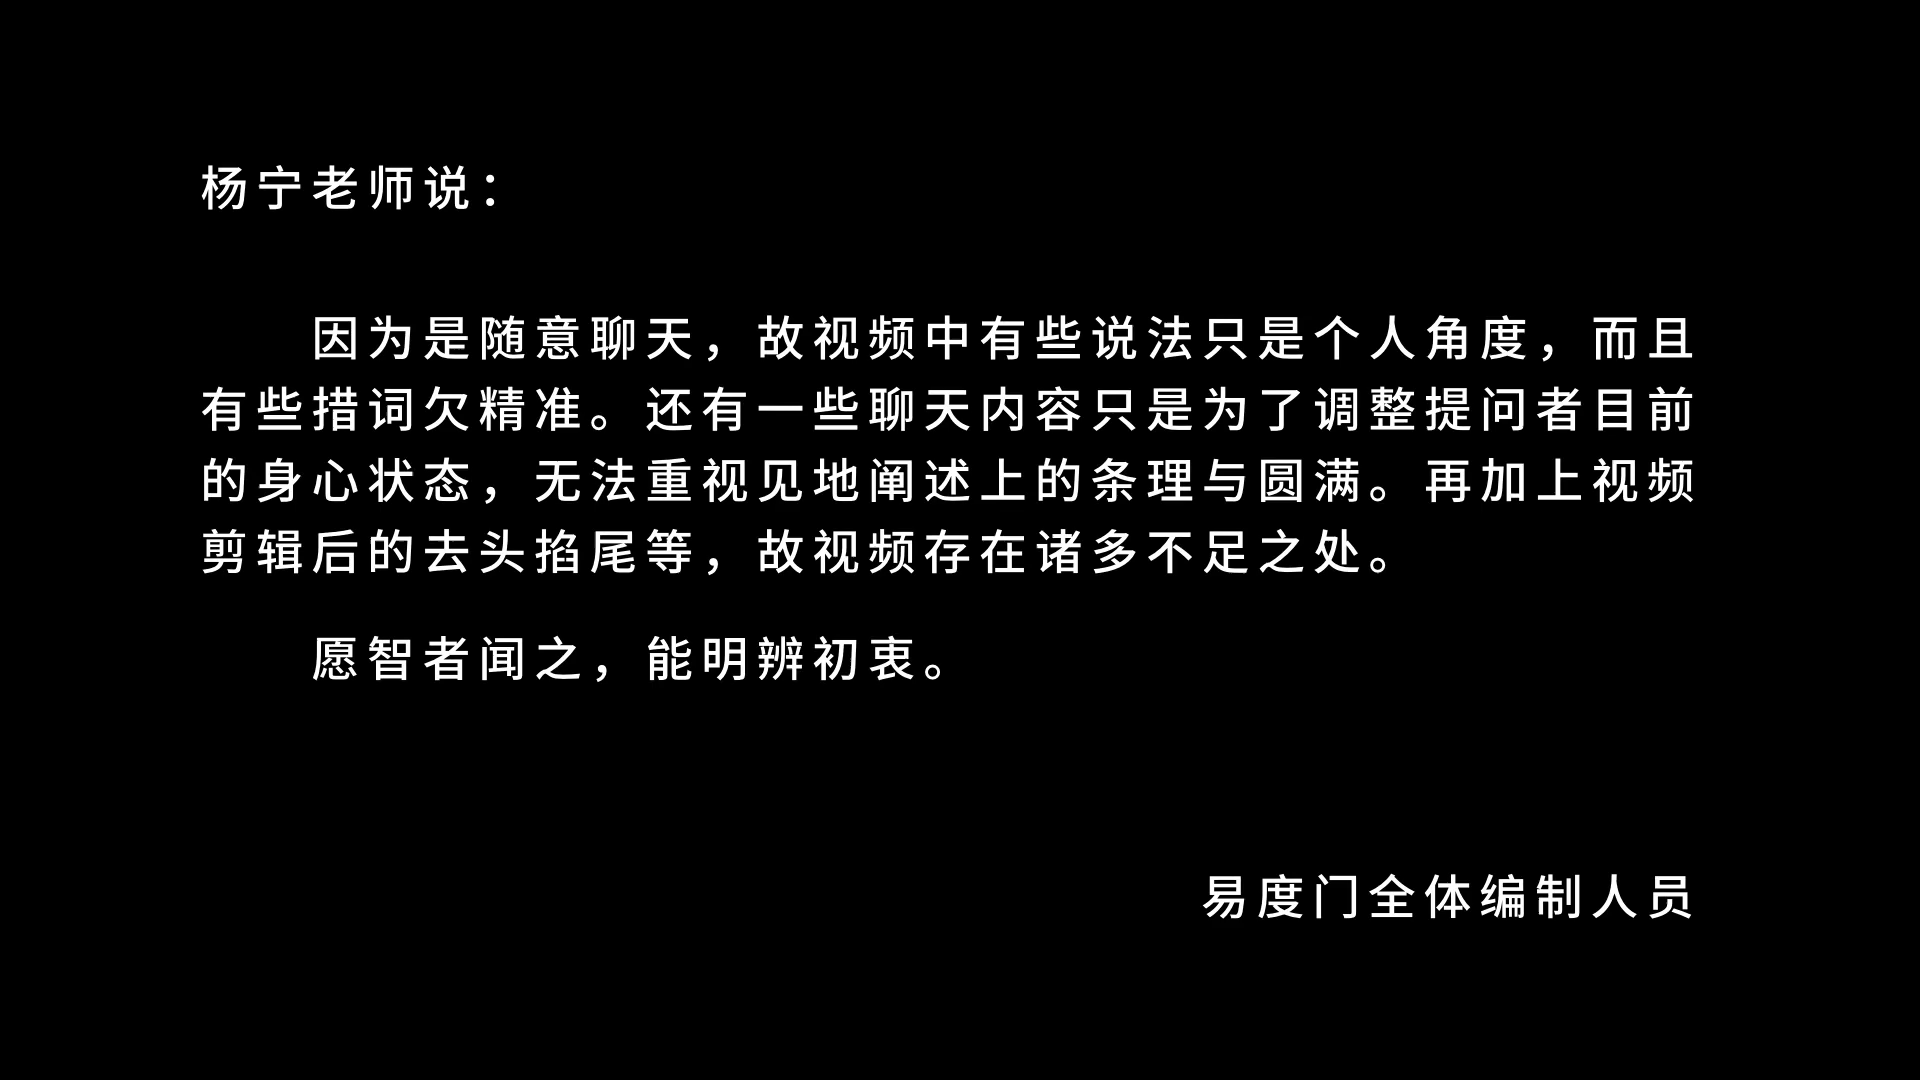 杨宁老师说：
因为是随意聊天，故视频中有些说法只是个人角度，而且
有些措词欠精准。还有一些聊天内容只是为了调整提问者目前
的身心状态，无法重视见地阐述上的条理与圆满。再加上视频
剪辑后的去头掐尾等，故视频存在诸多不足之处。
愿智者闻之，能明辨初衷。
易度门全体编制人员